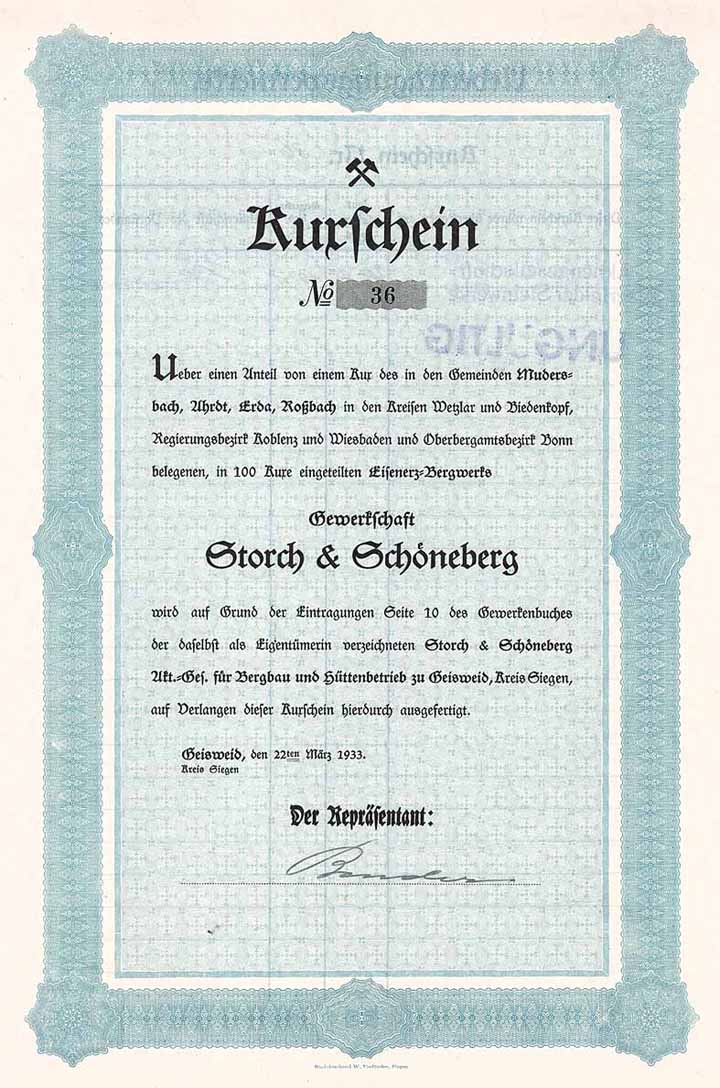 Kuxschein
No 36
Ueber einen Anteil von einem Kux des in den Gemeinden Muders-
bach, Ahrdt, Erda, Roßbach in den Kreisen Wetzlar und Biedenkopf,
Regierungsbezirk Koblenz und Wiesbaden und Oberbergamtsbezirk Bonn
belegenen, in 100 Kuxe eingeteilten Eisenerz-Bergwerks
Gewerkschaft
Storch & Schöneberg
wird auf Grund der Eintragungen Seite 10 des Gewerkenbuches
der daselbst als Eigentümerin verzeichneten Storch & Schöneberg
Akt.-Ges. für Bergbau und Hüttenbetrieb zu Geisweid, Kreis Siegen,
auf Verlangen dieser Kuxschein hierdurch ausgefertigt.
Geisweid, den 22ten März 1933.
Kreis Siegen
Der Repräsentant: